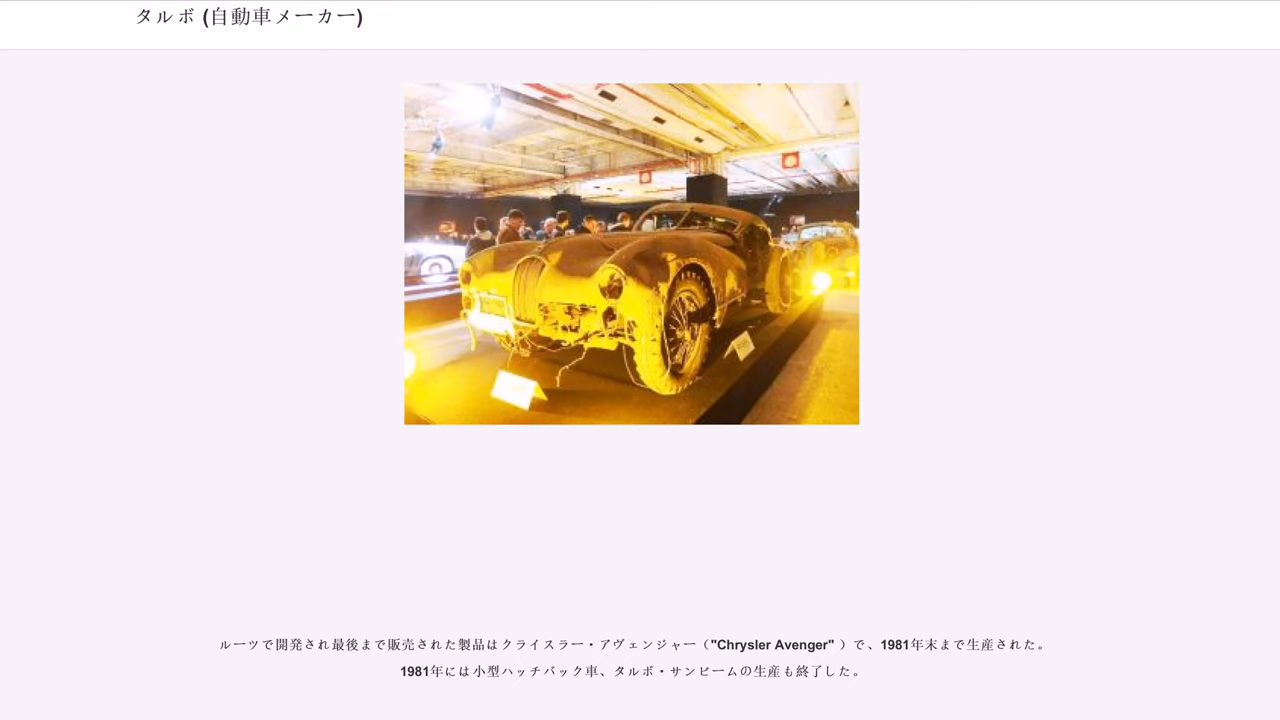 タルボ (自動車メーカー)
ルーツで開発され最後まで販売された製品はクライスラー・アヴェンジャー（"Chrysler Avenger" ）で、1981年末まで生産された。
1981年には小型ハッチバック車、タルボ・サンビームの生産も終了した。